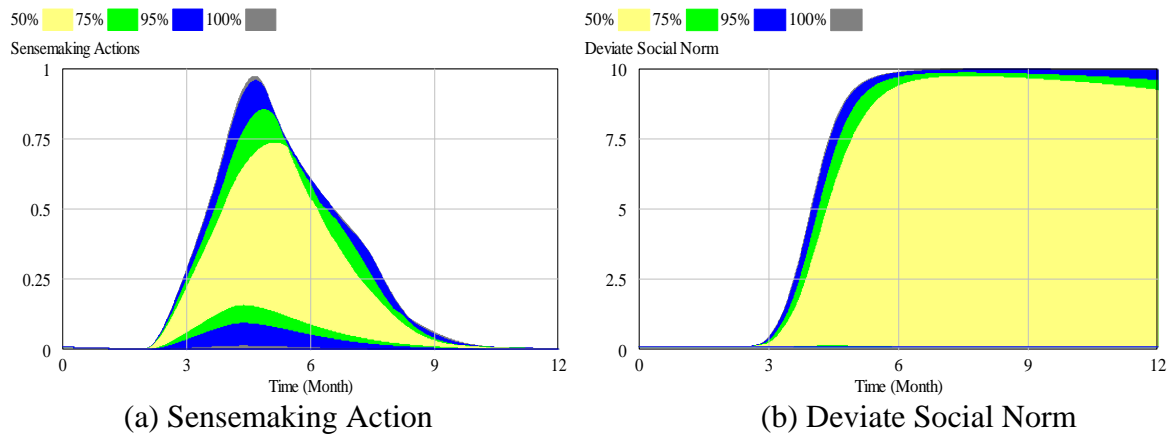 50% 75% 95% 100%
Sensemaking Actions
1
0.75
0.5
0.25
0
0 3 6 9 12
Time (Month)
(a) Sensemaking Action
50% 75% 95% 100%
Deviate Social Norm
10
7.5
5
2.5
0
0 3 6 9 12
Time (Month)
(b) Deviate Social Norm